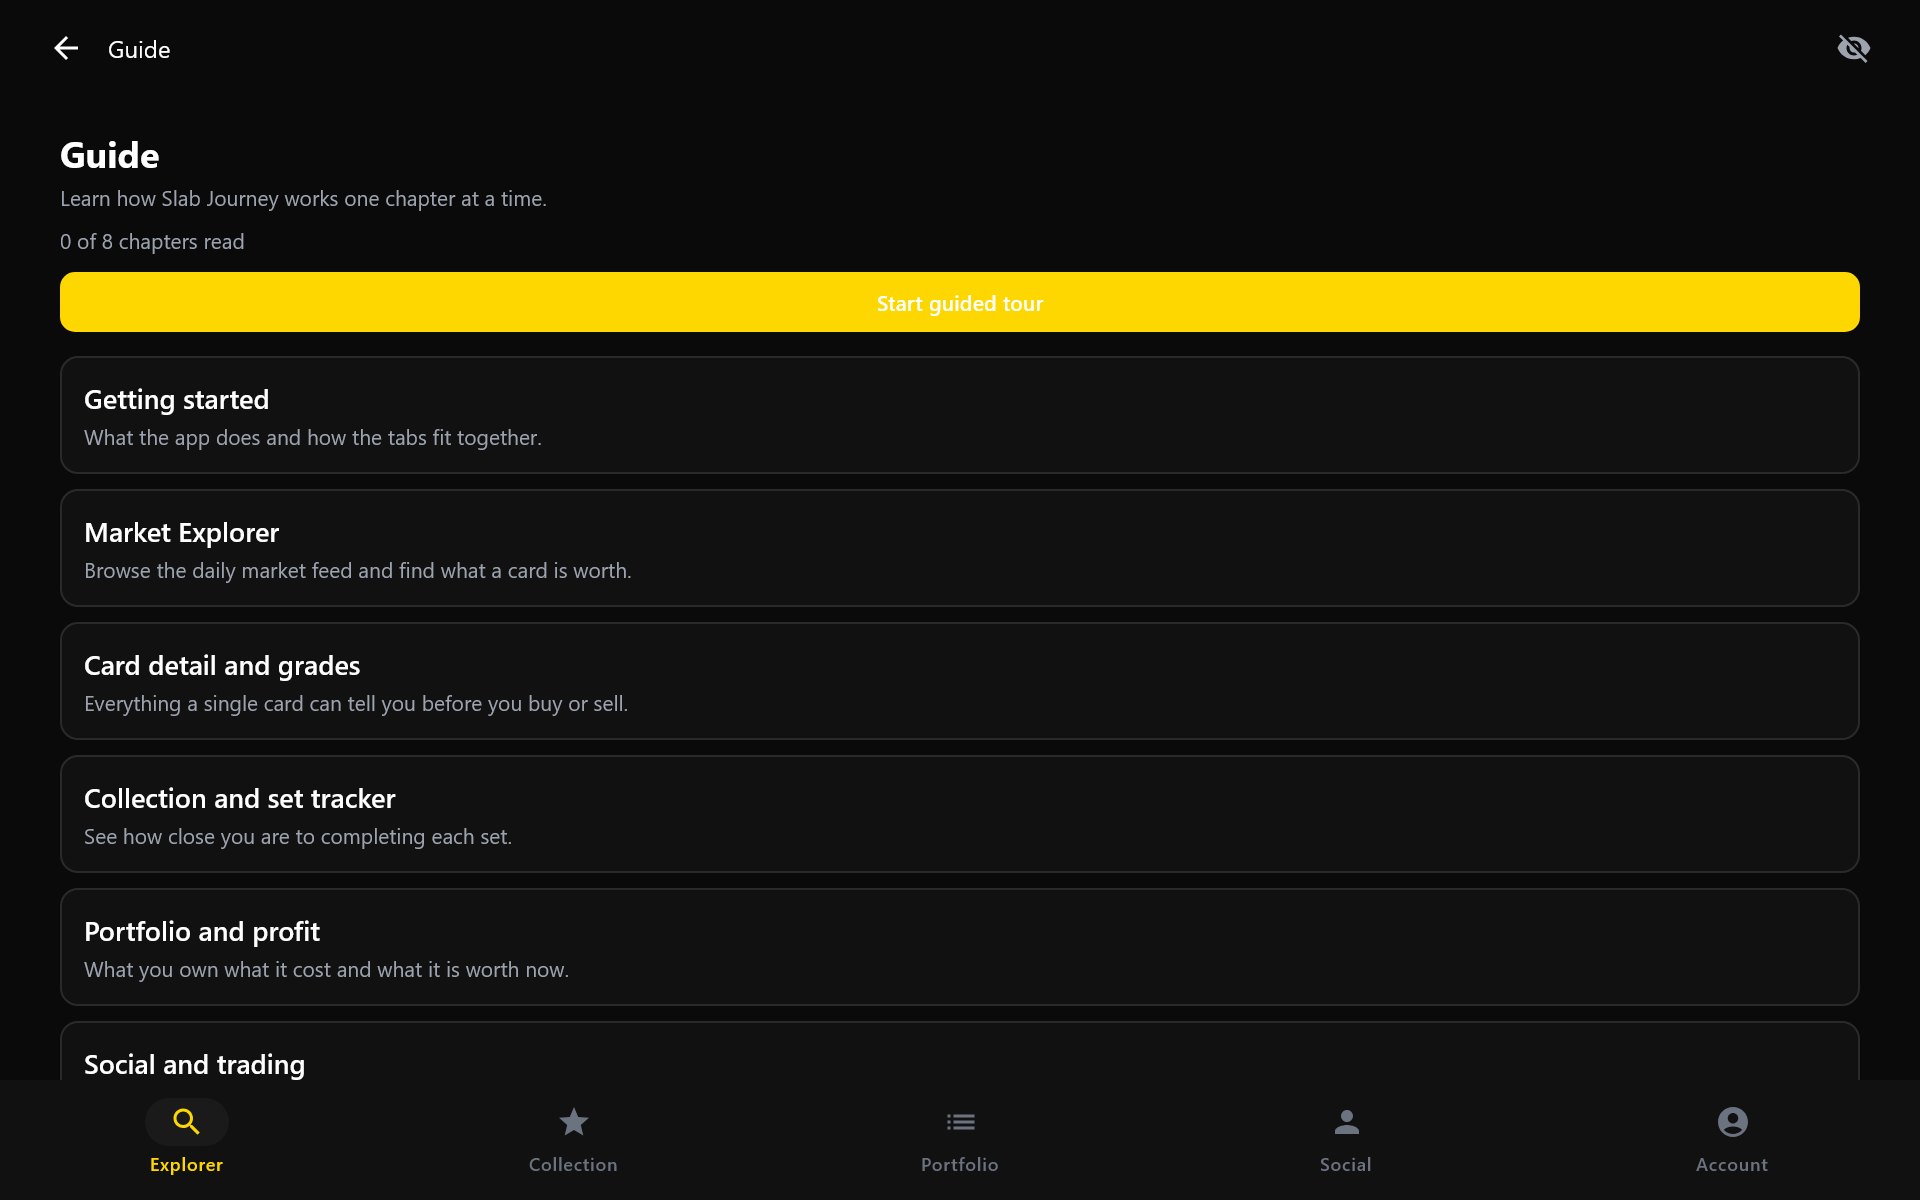 Guide
Guide
Learn how Slab Journey works one chapter at a time.
0 of 8 chapters read
Start guided tour
Getting started
What the app does and how the tabs fit together.
Market Explorer
Browse the daily market feed and find what a card is worth.
Card detail and grades
Everything a single card can tell you before you buy or sell.
Collection and set tracker
See how close you are to completing each set.
Portfolio and profit
What you own what it cost and what it is worth now.
Social and trading
Explorer
Collection
Portfolio
Social
Account